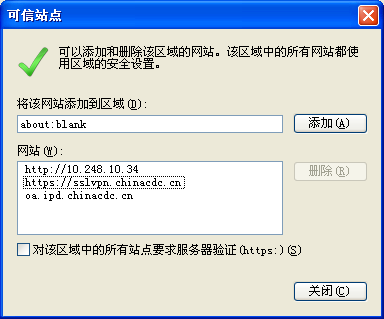 可信站点
可以添加和删除该区域的网站。该区域中的所有网站都使
用区域的安全设置。
将该网站添加到区域(D):
about:blank
添加(A)
网站(W):
http://10.248.10.34
https://sslvpn.chinacdc.cn
oa.ipd.chinacdc.cn
删除(R)
对该区域中的所有站点要求服务器验证(https:)(S)
关闭(C)